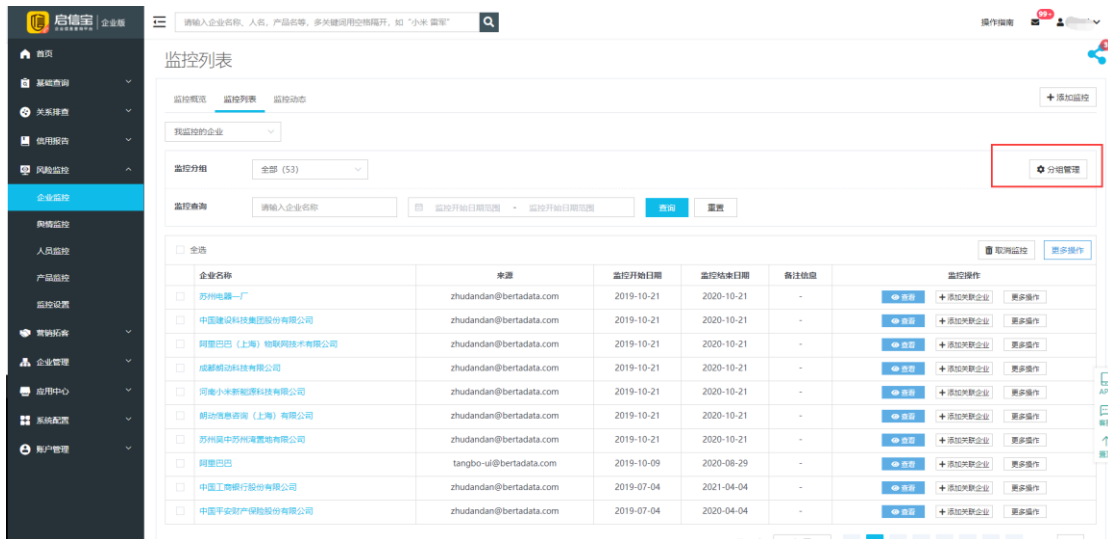 启信宝 企业版
请输入企业名称、人名、产品名等，多关键词用空格隔开，如 "小米 雷军"
操作指南 99+
首页
基础查询
关系排查
信用报告
风险监控
企业监控
舆情监控
人员监控
产品监控
监控设置
营销拓客
企业管理
应用中心
系统配置
账户管理
监控列表
监控概览 监控列表 监控动态 +添加监控
我监控的企业
监控分组 全部 (53) 分组管理
监控查询 请输入企业名称 监控开始日期范围 - 监控开始日期范围 查询 重置
全选 取消监控 更多操作
企业名称 来源 监控开始日期 监控结束日期 备注信息 监控操作
苏州电器一厂 zhudandan@bertadata.com 2019-10-21 2020-10-21 - 查看 +添加关联企业 更多操作
中国建设科技集团股份有限公司 zhudandan@bertadata.com 2019-10-21 2020-10-21 - 查看 +添加关联企业 更多操作
阿里巴巴（上海）物联网技术有限公司 zhudandan@bertadata.com 2019-10-21 2020-10-21 - 查看 +添加关联企业 更多操作
成都朗动科技有限公司 zhudandan@bertadata.com 2019-10-21 2020-10-21 - 查看 +添加关联企业 更多操作
河南小米新能源科技有限公司 zhudandan@bertadata.com 2019-10-21 2020-10-21 - 查看 +添加关联企业 更多操作
朗动信息咨询（上海）有限公司 zhudandan@bertadata.com 2019-10-21 2020-10-21 - 查看 +添加关联企业 更多操作
苏州吴中苏州湾置地有限公司 zhudandan@bertadata.com 2019-10-21 2020-10-21 - 查看 +添加关联企业 更多操作
阿里巴巴 tangbo-ui@bertadata.com 2019-10-09 2020-08-29 - 查看 +添加关联企业 更多操作
中国工商银行股份有限公司 zhudandan@bertadata.com 2019-07-04 2021-04-04 - 查看 +添加关联企业 更多操作
中国平安财产保险股份有限公司 zhudandan@bertadata.com 2019-07-04 2020-04-04 - 查看 +添加关联企业 更多操作